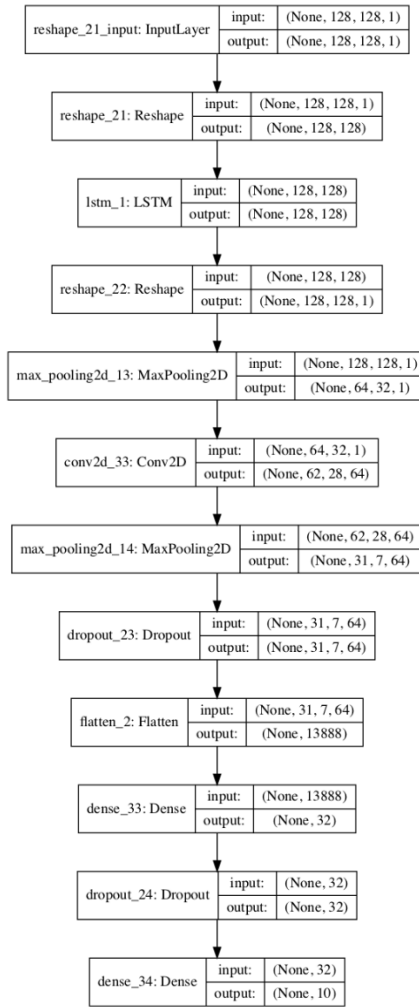 reshape_21_input: InputLayer
input: (None, 128, 128, 1)
output: (None, 128, 128, 1)
reshape_21: Reshape
input: (None, 128, 128, 1)
output: (None, 128, 128)
lstm_1: LSTM
input: (None, 128, 128)
output: (None, 128, 128)
reshape_22: Reshape
input: (None, 128, 128)
output: (None, 128, 128, 1)
max_pooling2d_13: MaxPooling2D
input: (None, 128, 128, 1)
output: (None, 64, 32, 1)
conv2d_33: Conv2D
input: (None, 64, 32, 1)
output: (None, 62, 28, 64)
max_pooling2d_14: MaxPooling2D
input: (None, 62, 28, 64)
output: (None, 31, 7, 64)
dropout_23: Dropout
input: (None, 31, 7, 64)
output: (None, 31, 7, 64)
flatten_2: Flatten
input: (None, 31, 7, 64)
output: (None, 13888)
dense_33: Dense
input: (None, 13888)
output: (None, 32)
dropout_24: Dropout
input: (None, 32)
output: (None, 32)
dense_34: Dense
input: (None, 32)
output: (None, 10)